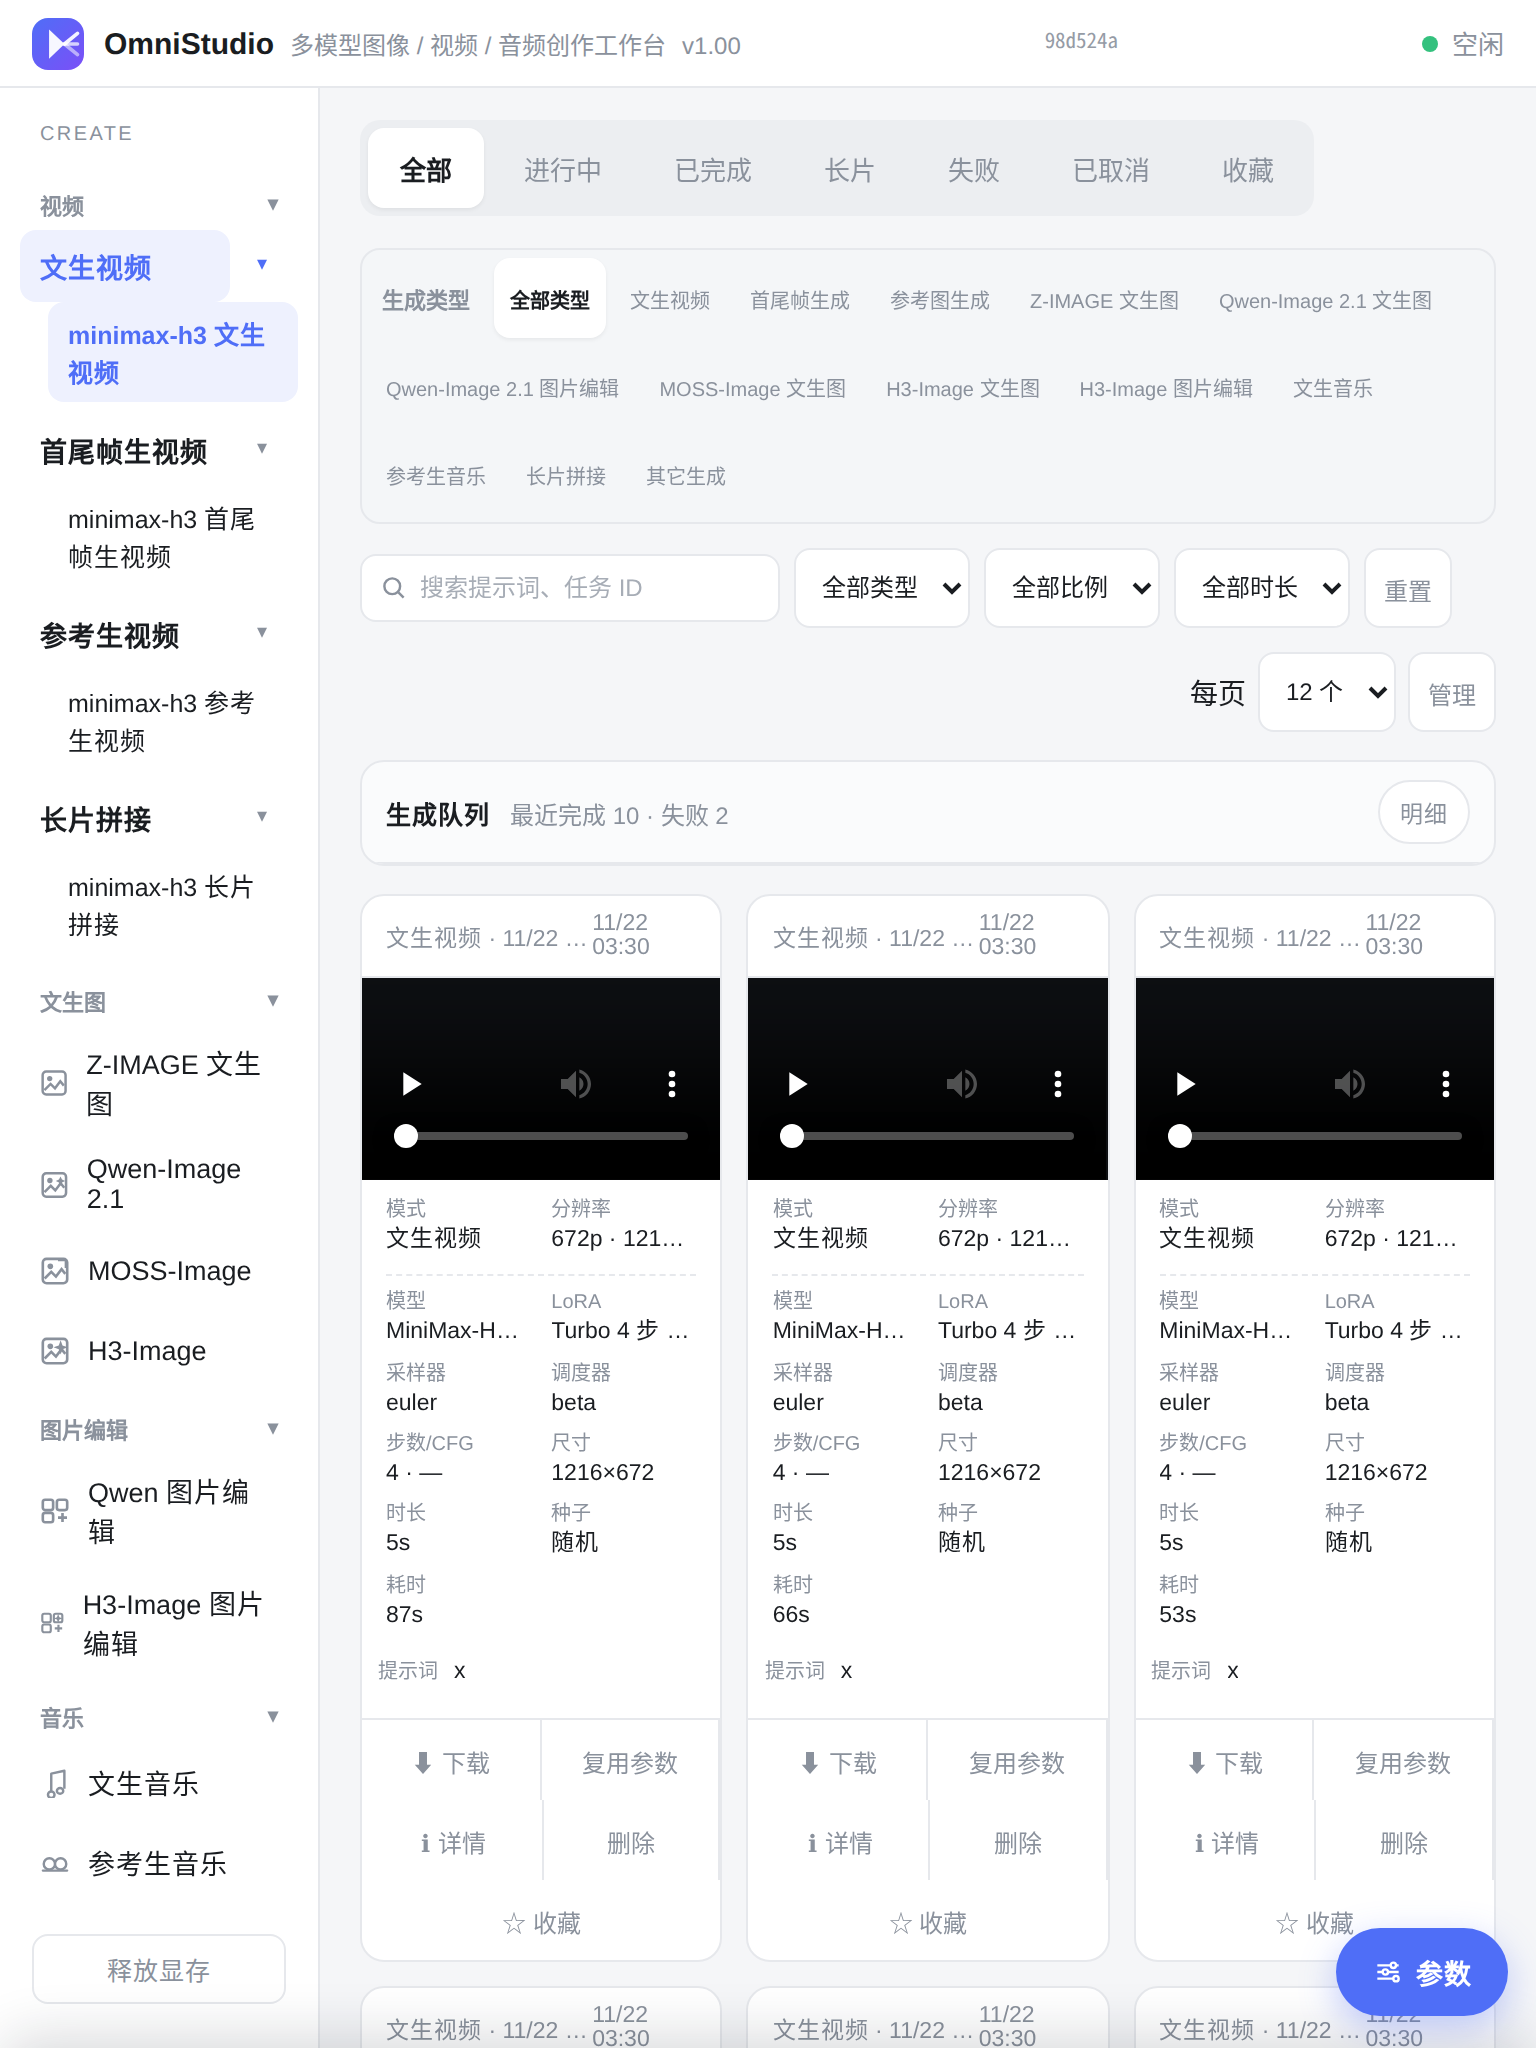 OmniStudio 多模型图像 / 视频 / 音频创作工作台 v1.00 98d524a 空闲
CREATE
视频 ▼
文生视频 ▼
minimax-h3 文生
视频
首尾帧生视频 ▼
minimax-h3 首尾
帧生视频
参考生视频 ▼
minimax-h3 参考
生视频
长片拼接 ▼
minimax-h3 长片
拼接
文生图 ▼
Z-IMAGE 文生
图
Qwen-Image
2.1
MOSS-Image
H3-Image
图片编辑 ▼
Qwen 图片编
辑
H3-Image 图片
编辑
音乐 ▼
文生音乐
参考生音乐
释放显存
全部 进行中 已完成 长片 失败 已取消 收藏
生成类型 全部类型 文生视频 首尾帧生成 参考图生成 Z-IMAGE 文生图 Qwen-Image 2.1 文生图
Qwen-Image 2.1 图片编辑 MOSS-Image 文生图 H3-Image 文生图 H3-Image 图片编辑 文生音乐
参考生音乐 长片拼接 其它生成
搜索提示词、任务 ID 全部类型 全部比例 全部时长 重置
每页 12 个 管理
生成队列 最近完成 10 · 失败 2 明细
文生视频 · 11/22 … 11/22
03:30
模式 分辨率
文生视频 672p · 121…
模型 LoRA
MiniMax-H… Turbo 4 步 …
采样器 调度器
euler beta
步数/CFG 尺寸
4 · — 1216×672
时长 种子
5s 随机
耗时
87s
提示词 x
⬇ 下载 复用参数
ℹ 详情 删除
☆ 收藏
文生视频 · 11/22 … 11/22
03:30
模式 分辨率
文生视频 672p · 121…
模型 LoRA
MiniMax-H… Turbo 4 步 …
采样器 调度器
euler beta
步数/CFG 尺寸
4 · — 1216×672
时长 种子
5s 随机
耗时
66s
提示词 x
⬇ 下载 复用参数
ℹ 详情 删除
☆ 收藏
文生视频 · 11/22 … 11/22
03:30
模式 分辨率
文生视频 672p · 121…
模型 LoRA
MiniMax-H… Turbo 4 步 …
采样器 调度器
euler beta
步数/CFG 尺寸
4 · — 1216×672
时长 种子
5s 随机
耗时
53s
提示词 x
⬇ 下载 复用参数
ℹ 详情 删除
☆ 收藏
参数
文生视频 · 11/22 … 11/22
03:30
文生视频 · 11/22 … 11/22
03:30
文生视频 · 11/22 … 11/22
03:30